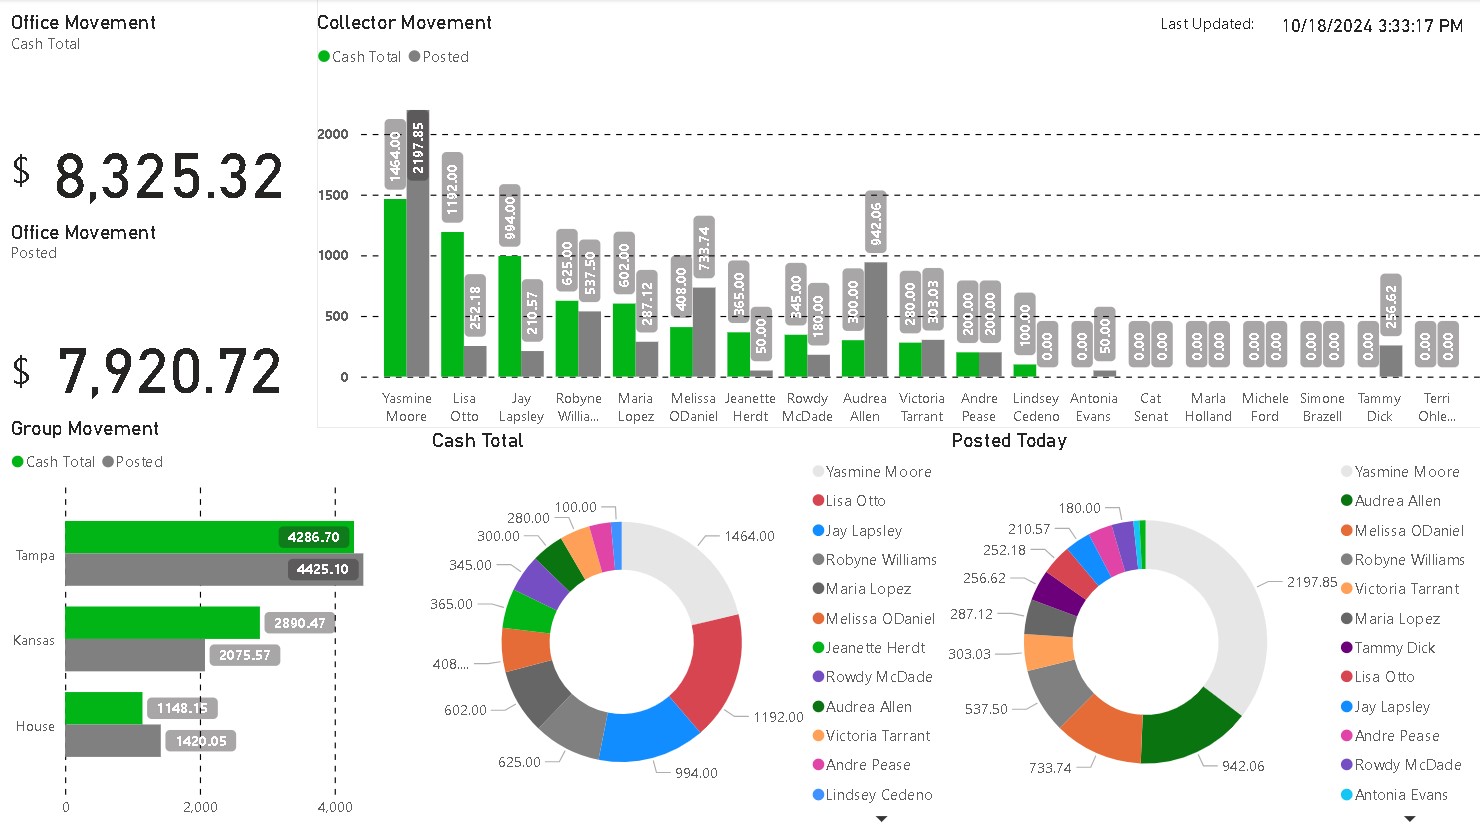 Office Movement
Cash Total
$ 8,325.32
Office Movement
Posted
$ 7,920.72
Collector Movement
Last Updated: 10/18/2024 3:33:17 PM
Cash Total Posted
2000
1500
1000
500
0
1464.00 2197.85
1192.00 252.18
994.00 210.57
625.00 537.50
602.00 287.12
408.00 733.74
365.00 50.00
345.00 180.00
300.00 942.06
280.00 303.03
200.00 200.00
100.00 0.00
0.00 50.00
0.00 0.00
0.00 0.00
0.00 0.00
0.00 0.00
0.00 256.62
0.00 0.00
Yasmine
Moore
Lisa
Otto
Jay
Lapsley
Robyne
Willia...
Maria
Lopez
Melissa
ODaniel
Jeanette
Herdt
Rowdy
McDade
Audrea
Allen
Victoria
Tarrant
Andre
Pease
Lindsey
Cedeno
Antonia
Evans
Cat
Senat
Marla
Holland
Michele
Ford
Simone
Brazell
Tammy
Dick
Terri
Ohle...
Group Movement
Cash Total Posted
Tampa
4286.70
4425.10
Kansas
2890.47
2075.57
House
1148.15
1420.05
0 2,000 4,000
Cash Total
100.00
280.00
300.00
345.00
365.00
408....
602.00
625.00
994.00
1192.00
1464.00
Yasmine Moore
Lisa Otto
Jay Lapsley
Robyne Williams
Maria Lopez
Melissa ODaniel
Jeanette Herdt
Rowdy McDade
Audrea Allen
Victoria Tarrant
Andre Pease
Lindsey Cedeno
Posted Today
180.00
210.57
252.18
256.62
287.12
303.03
537.50
733.74
942.06
2197.85
Yasmine Moore
Audrea Allen
Melissa ODaniel
Robyne Williams
Victoria Tarrant
Maria Lopez
Tammy Dick
Lisa Otto
Jay Lapsley
Andre Pease
Rowdy McDade
Antonia Evans